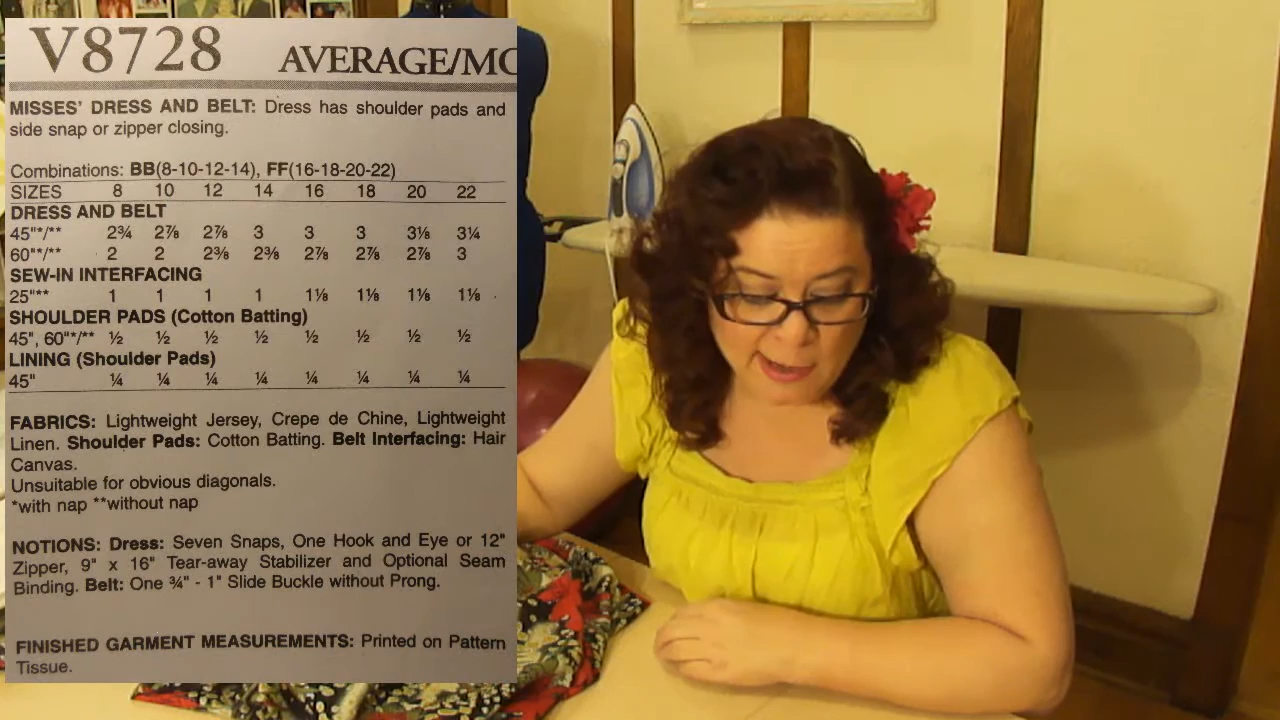 V8728 AVERAGE/MO
MISSES' DRESS AND BELT: Dress has shoulder pads and
side snap or zipper closing.
Combinations: BB(8-10-12-14), FF(16-18-20-22)
SIZES 8 10 12 14 16 18 20 22
DRESS AND BELT
45"*/** 2¾ 2⅞ 2⅞ 3 3 3 3⅛ 3¼
60"*/** 2 2 2⅜ 2⅜ 2⅞ 2⅞ 2⅞ 3
SEW-IN INTERFACING
25"** 1 1 1 1 1⅛ 1⅛ 1⅛ 1⅛
SHOULDER PADS (Cotton Batting)
45", 60"*/** ½ ½ ½ ½ ½ ½ ½ ½
LINING (Shoulder Pads)
45" ¼ ¼ ¼ ¼ ¼ ¼ ¼ ¼
FABRICS: Lightweight Jersey, Crepe de Chine, Lightweight
Linen. Shoulder Pads: Cotton Batting. Belt Interfacing: Hair
Canvas.
Unsuitable for obvious diagonals.
*with nap **without nap
NOTIONS: Dress: Seven Snaps, One Hook and Eye or 12"
Zipper, 9" x 16" Tear-away Stabilizer and Optional Seam
Binding. Belt: One ¾" - 1" Slide Buckle without Prong.
FINISHED GARMENT MEASUREMENTS: Printed on Pattern
Tissue.